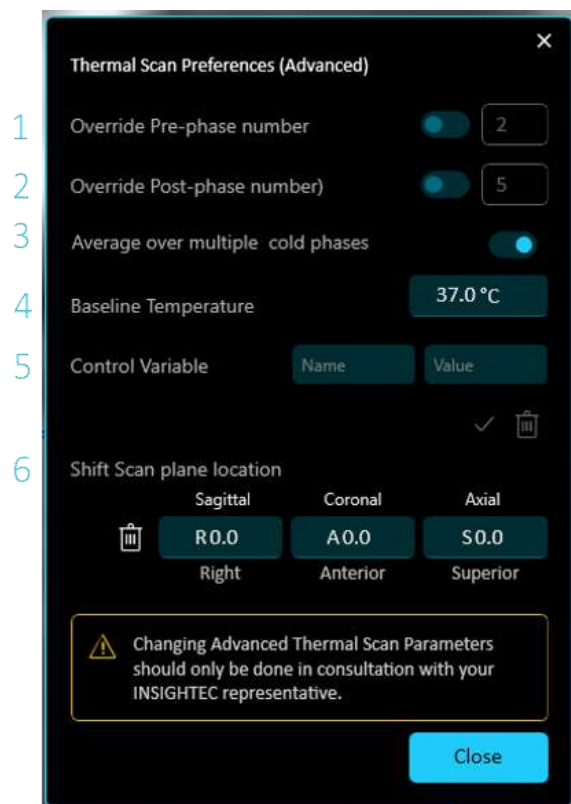 Thermal Scan Preferences (Advanced)
1 Override Pre-phase number 2
2 Override Post-phase number) 5
3 Average over multiple cold phases
4 Baseline Temperature 37.0 °C
5 Control Variable Name Value
6 Shift Scan plane location
Sagittal Coronal Axial
R 0.0 A 0.0 S 0.0
Right Anterior Superior
Changing Advanced Thermal Scan Parameters
should only be done in consultation with your
INSIGHTEC representative.
Close